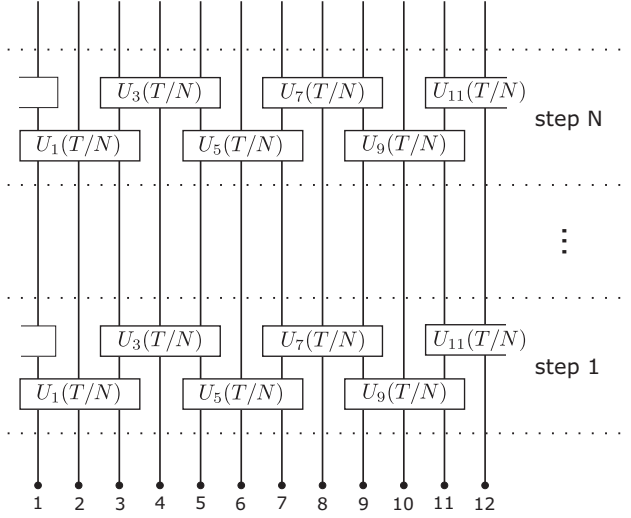 U_3(T/N) U_7(T/N) U_11(T/N)
step N
U_1(T/N) U_5(T/N) U_9(T/N)
⋮
U_3(T/N) U_7(T/N) U_11(T/N)
step 1
U_1(T/N) U_5(T/N) U_9(T/N)
1 2 3 4 5 6 7 8 9 10 11 12